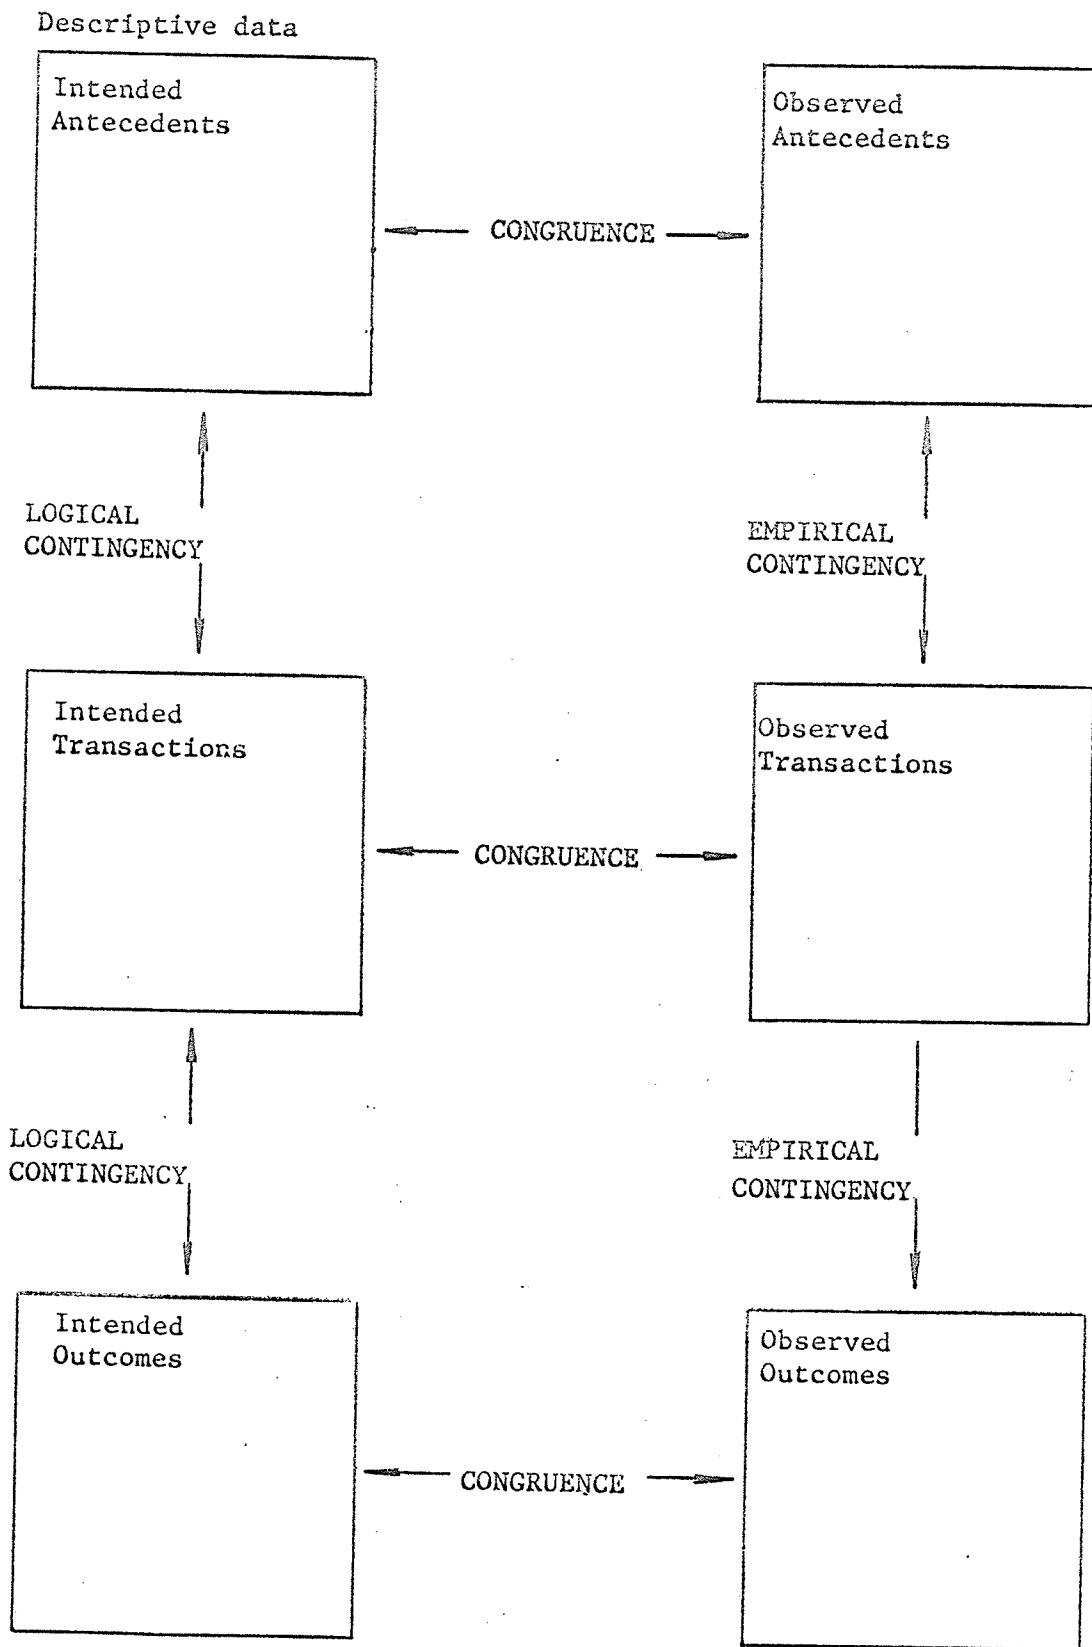 Descriptive data
Intended
Antecedents
Observed
Antecedents
CONGRUENCE
LOGICAL
CONTINGENCY
EMPIRICAL
CONTINGENCY
Intended
Transactions
Observed
Transactions
CONGRUENCE
LOGICAL
CONTINGENCY
EMPIRICAL
CONTINGENCY
Intended
Outcomes
Observed
Outcomes
CONGRUENCE